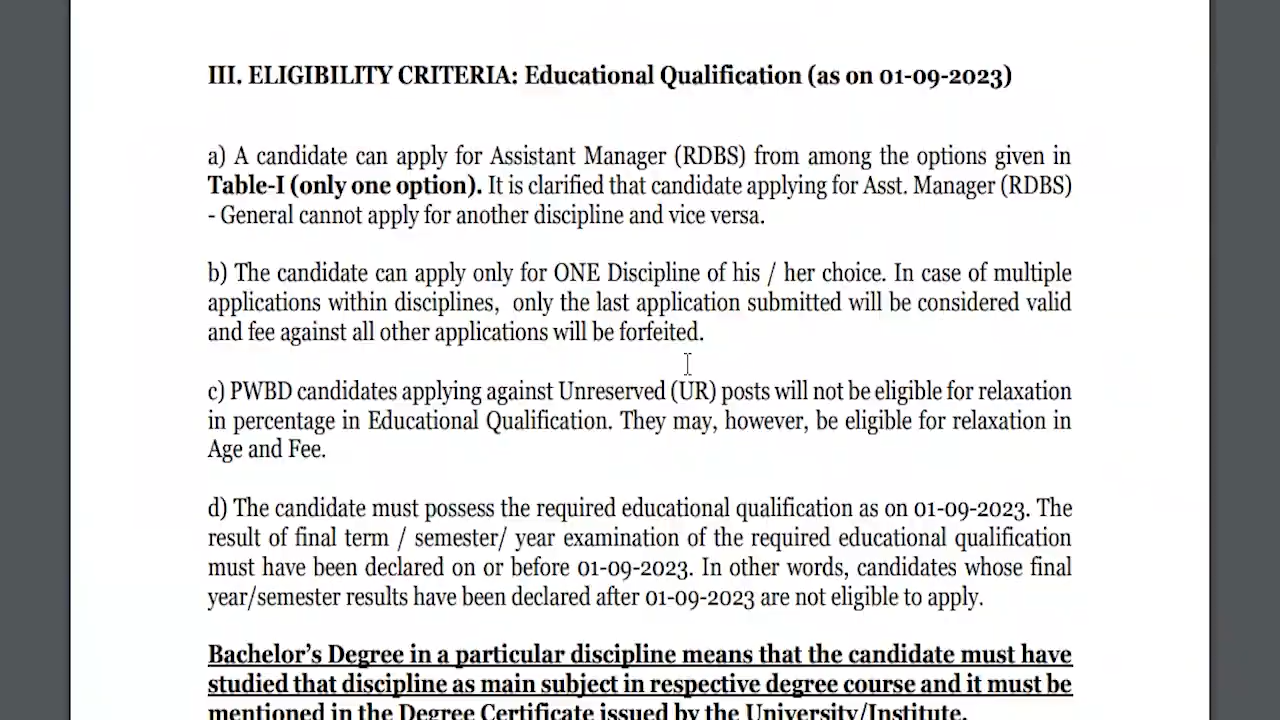 III. ELIGIBILITY CRITERIA: Educational Qualification (as on 01-09-2023)
a) A candidate can apply for Assistant Manager (RDBS) from among the options given in
Table-I (only one option). It is clarified that candidate applying for Asst. Manager (RDBS)
- General cannot apply for another discipline and vice versa.
b) The candidate can apply only for ONE Discipline of his / her choice. In case of multiple
applications within disciplines, only the last application submitted will be considered valid
and fee against all other applications will be forfeited.
c) PWBD candidates applying against Unreserved (UR) posts will not be eligible for relaxation
in percentage in Educational Qualification. They may, however, be eligible for relaxation in
Age and Fee.
d) The candidate must possess the required educational qualification as on 01-09-2023. The
result of final term / semester/ year examination of the required educational qualification
must have been declared on or before 01-09-2023. In other words, candidates whose final
year/semester results have been declared after 01-09-2023 are not eligible to apply.
Bachelor's Degree in a particular discipline means that the candidate must have
studied that discipline as main subject in respective degree course and it must be
mentioned in the Degree Certificate issued by the University/Institute.